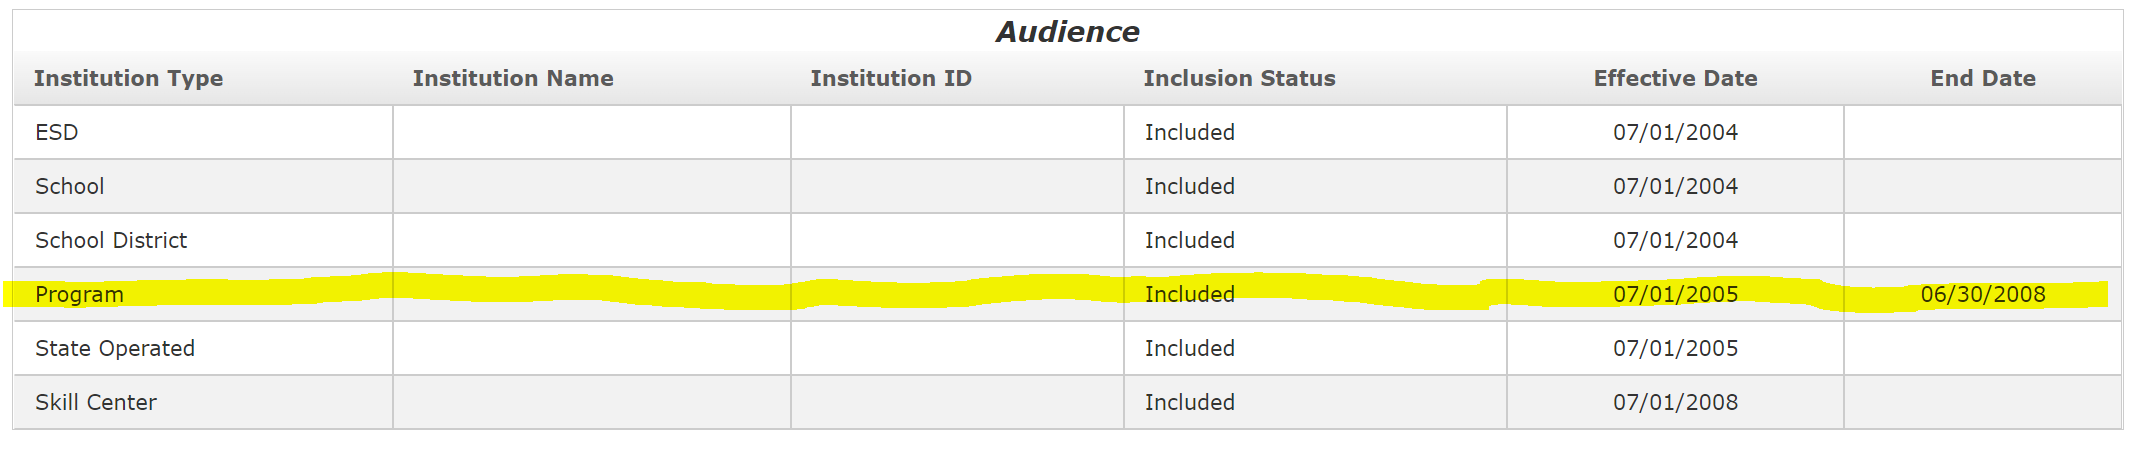 Audience
Institution Type Institution Name Institution ID Inclusion Status Effective Date End Date
ESD Included 07/01/2004
School Included 07/01/2004
School District Included 07/01/2004
Program Included 07/01/2005 06/30/2008
State Operated Included 07/01/2005
Skill Center Included 07/01/2008